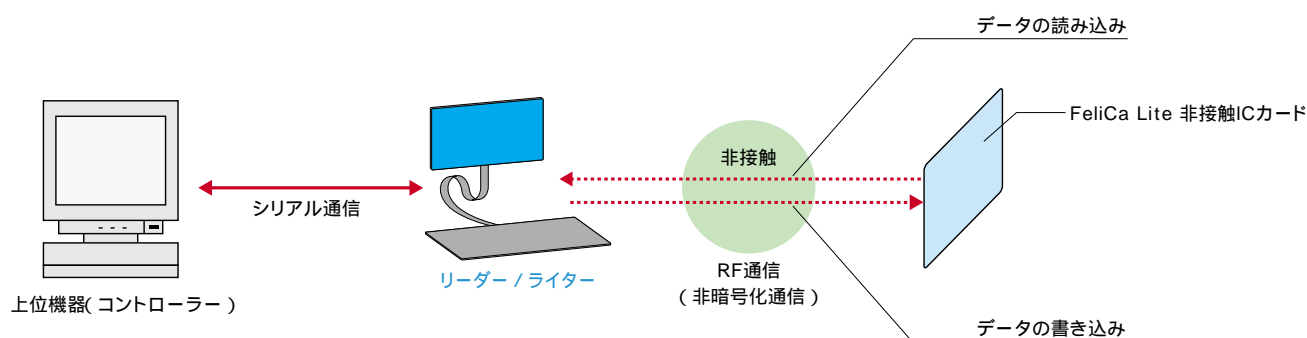 データの読み込み
FeliCa Lite 非接触ICカード
非接触
シリアル通信
リーダー / ライター
RF通信
( 非暗号化通信 )
上位機器( コントローラー )
データの書き込み